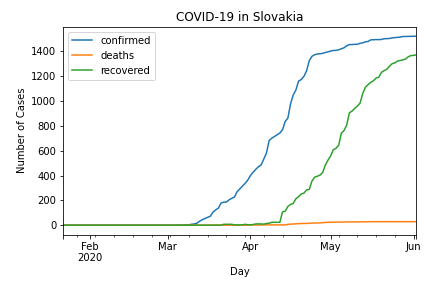 COVID-19 in Slovakia
confirmed
deaths
recovered
Number of Cases
1400
1200
1000
800
600
400
200
0
Feb
2020
Mar
Apr
May
Jun
Day